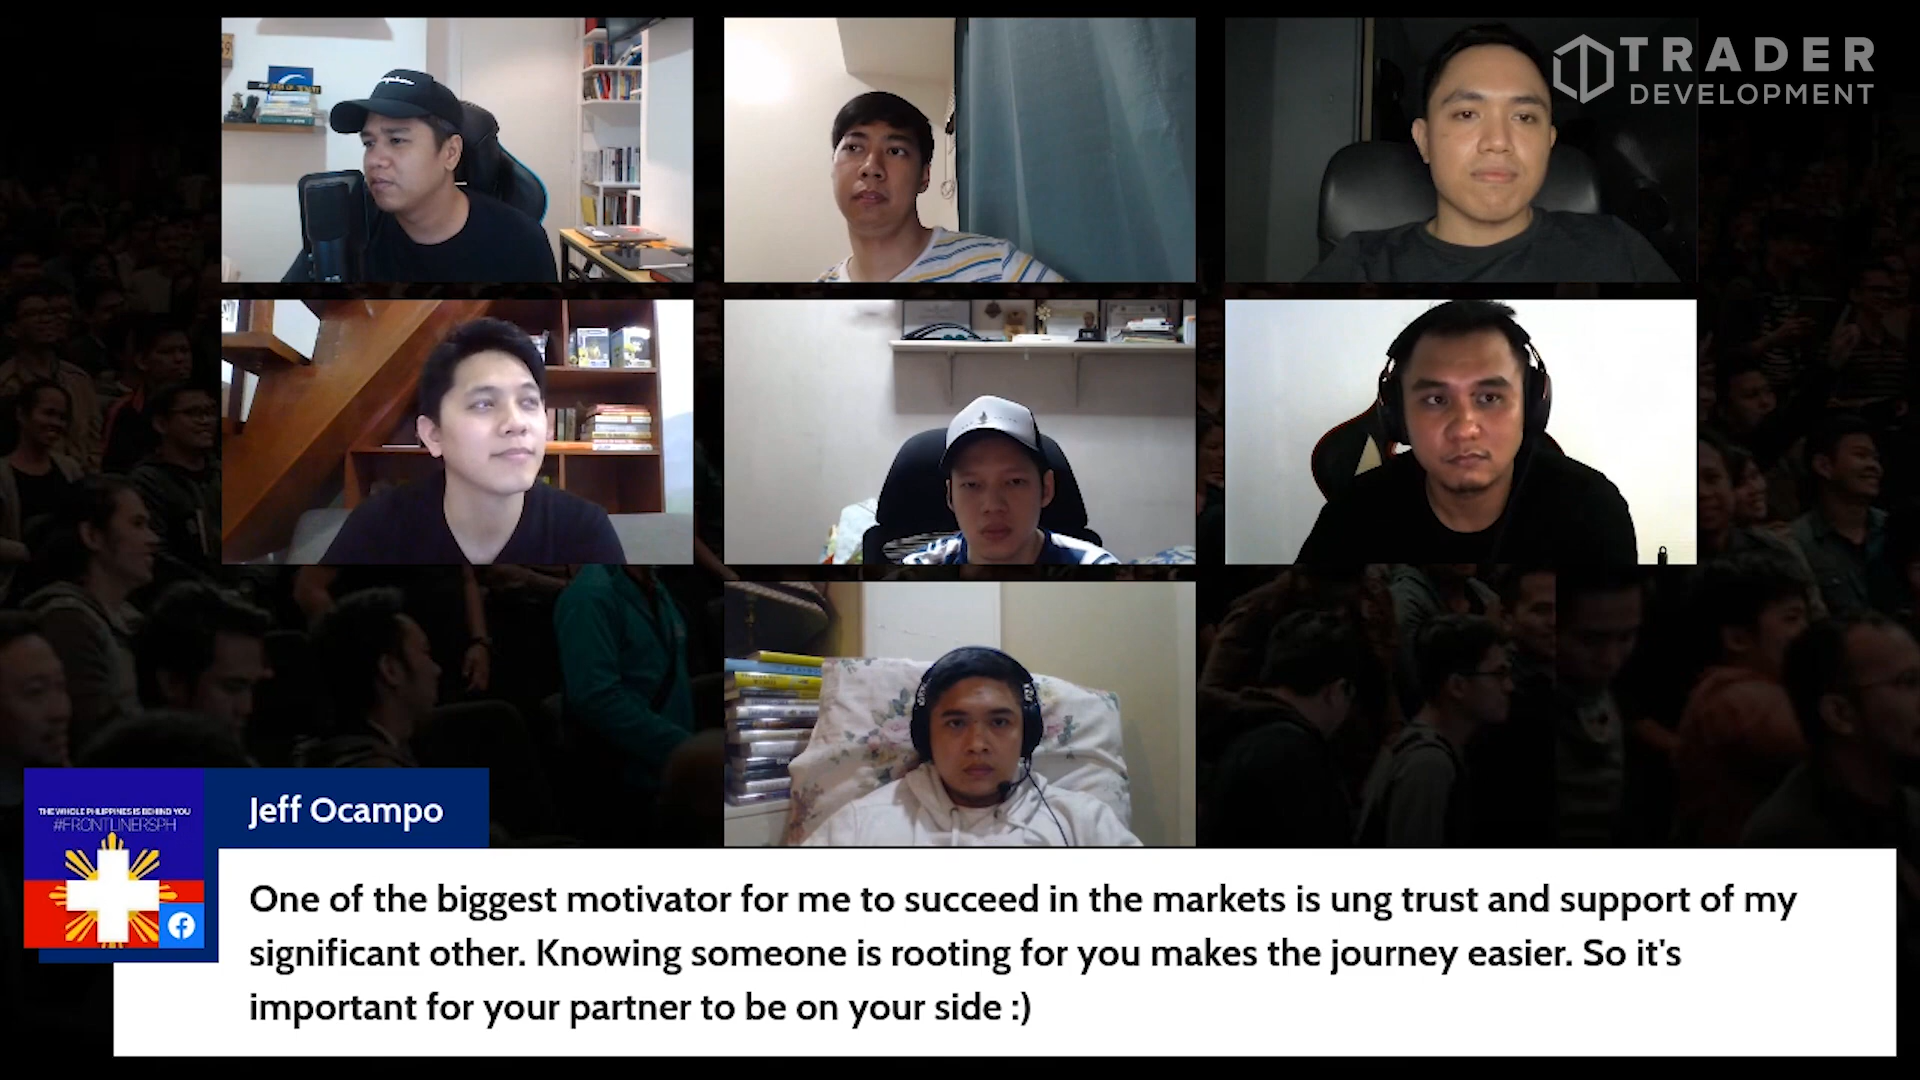 TRADER
DEVELOPMENT
THE WHOLE PHILIPPINES IS BEHIND YOU
#FRONTLINERSPH
Jeff Ocampo
One of the biggest motivator for me to succeed in the markets is ung trust and support of my
significant other. Knowing someone is rooting for you makes the journey easier. So it's
important for your partner to be on your side :)